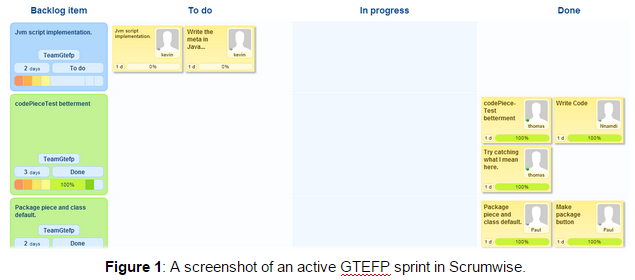 Backlog item To do In progress Done
Jvm script implementation.
TeamGtefp
2 days To do
Jvm script
implementation.
kevin
1 d 0%
Write the
meta in
Java...
kevin
1 d 0%
codePieceTest betterment
TeamGtefp
3 days Done
100%
codePiece-
Test
betterment
thomas
1 d 100%
Write Code
Nnamdi
1 d 100%
Try catching
what I mean
here.
thomas
1 d 100%
Package piece and class
default.
TeamGtefp
2 days Done
Package
piece and
class default.
Paul
1 d 100%
Make
package
button
Paul
1 d 100%
Figure 1: A screenshot of an active GTEFP sprint in Scrumwise.